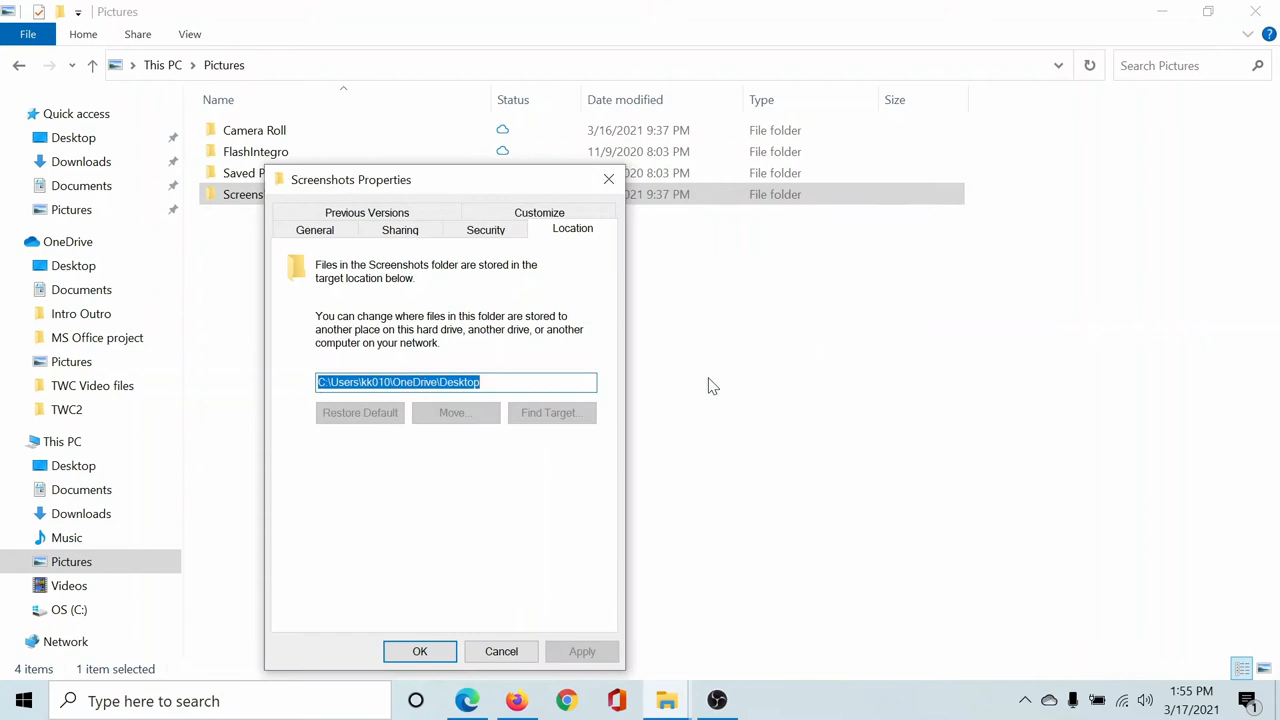 Pictures
File Home Share View
This PC Pictures Search Pictures
Name Status Date modified Type Size
Quick access
Desktop
Downloads
Documents
Pictures
OneDrive
Desktop
Documents
Intro Outro
MS Office project
Pictures
TWC Video files
TWC2
This PC
Desktop
Documents
Downloads
Music
Pictures
Videos
OS (C:)
Network
Camera Roll 3/16/2021 9:37 PM File folder
FlashIntegro 11/9/2020 8:03 PM File folder
Saved P 2020 8:03 PM File folder
Screens 2021 9:37 PM File folder
Screenshots Properties
Previous Versions Customize
General Sharing Security Location
Files in the Screenshots folder are stored in the
target location below.
You can change where files in this folder are stored to
another place on this hard drive, another drive, or another
computer on your network.
C:\Users\kk010\OneDrive\Desktop
Restore Default Move... Find Target...
OK Cancel Apply
4 items 1 item selected
Type here to search
1:55 PM
3/17/2021
1